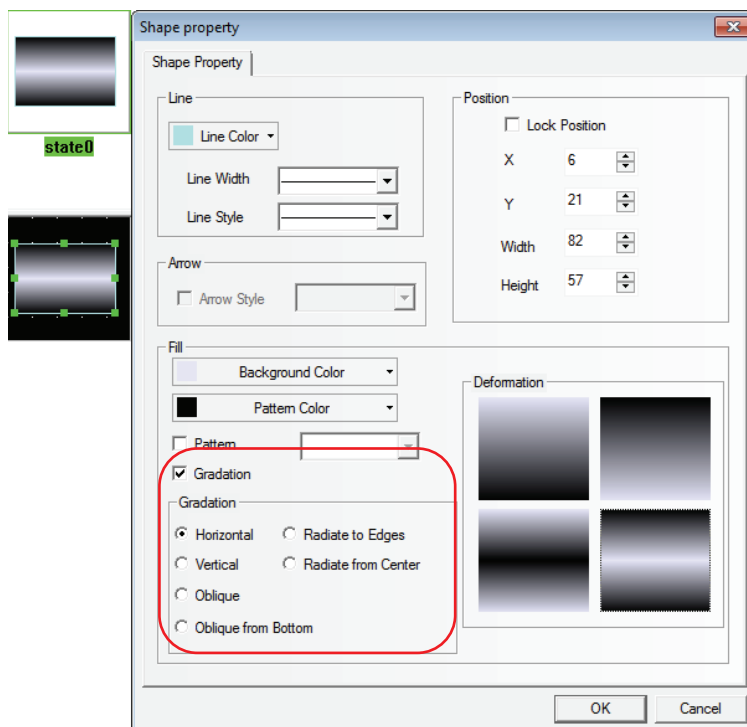 Shape property
Shape Property
state0
Line
Line Color
Line Width
Line Style
Arrow
Arrow Style
Position
Lock Position
X 6
Y 21
Width 82
Height 57
Fill
Background Color
Pattern Color
Pattern
Gradation
Gradation
Horizontal Radiate to Edges
Vertical Radiate from Center
Oblique
Oblique from Bottom
Deformation
OK Cancel